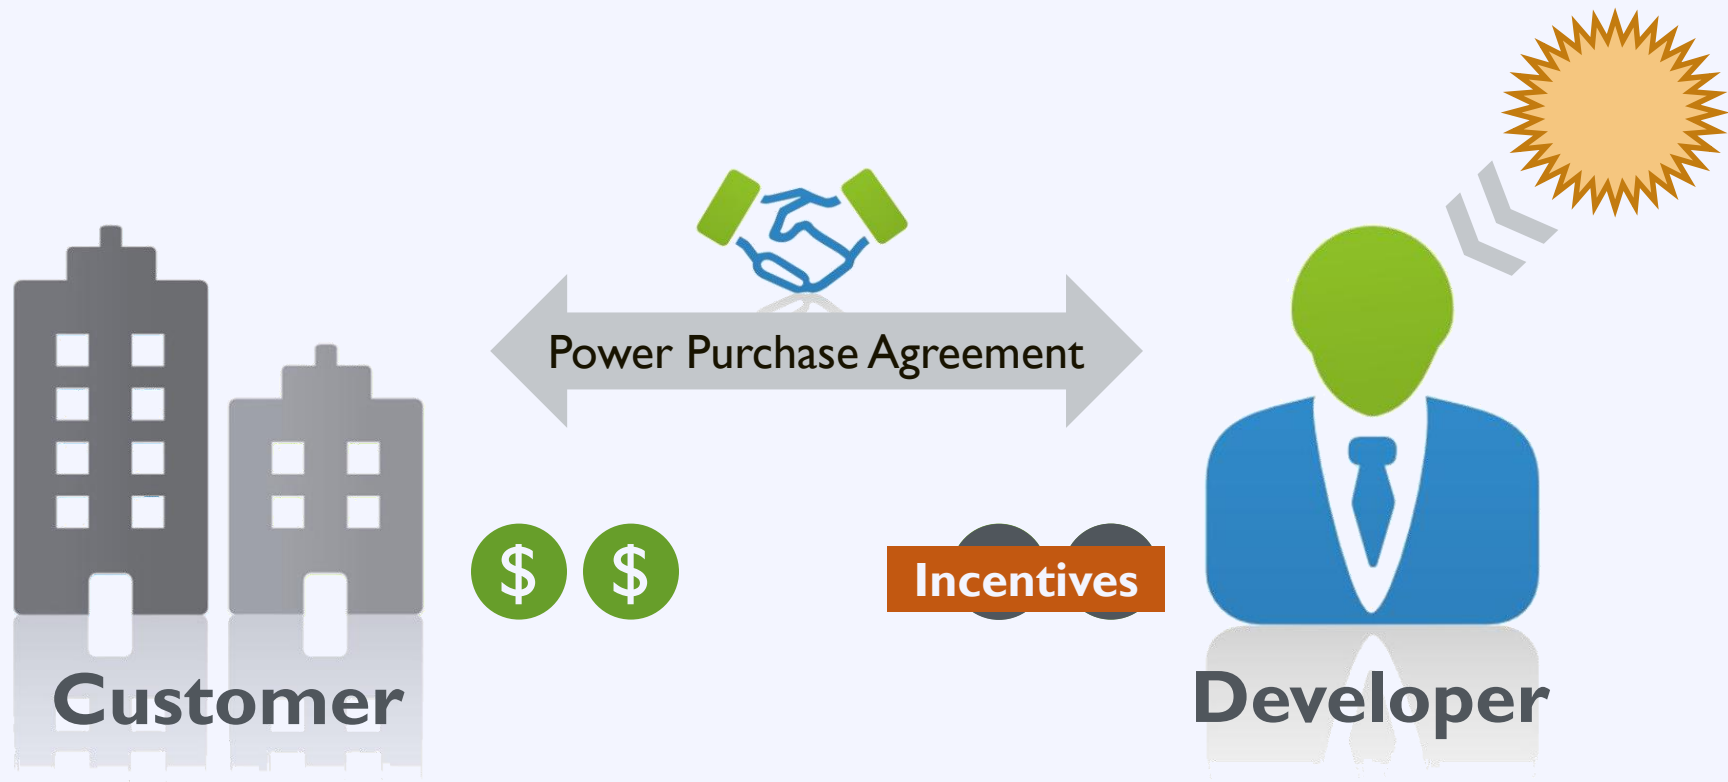 Power Purchase Agreement
$ $
Incentives
Customer
Developer